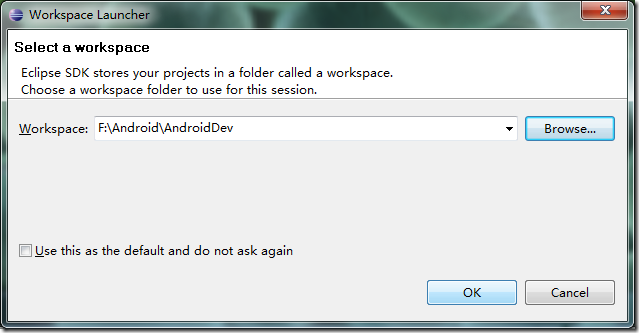 Workspace Launcher
Select a workspace
Eclipse SDK stores your projects in a folder called a workspace.
Choose a workspace folder to use for this session.
Workspace: F:\Android\AndroidDev Browse...
Use this as the default and do not ask again
OK Cancel